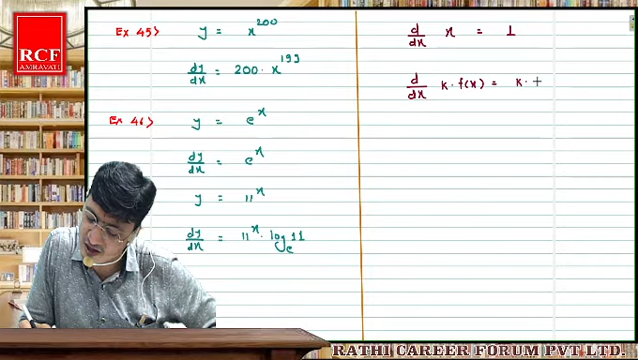 RCF
AMRAVATI
Ex 45> y = x^200
dy/dx = 200 · x^199
Ex 46> y = e^x
dy/dx = e^x
y = 11^x
dy/dx = 11^x · log_e 11
d/dx x = 1
d/dx k · f(x) = k ·
RATHI CAREER FORUM PVT LTD.